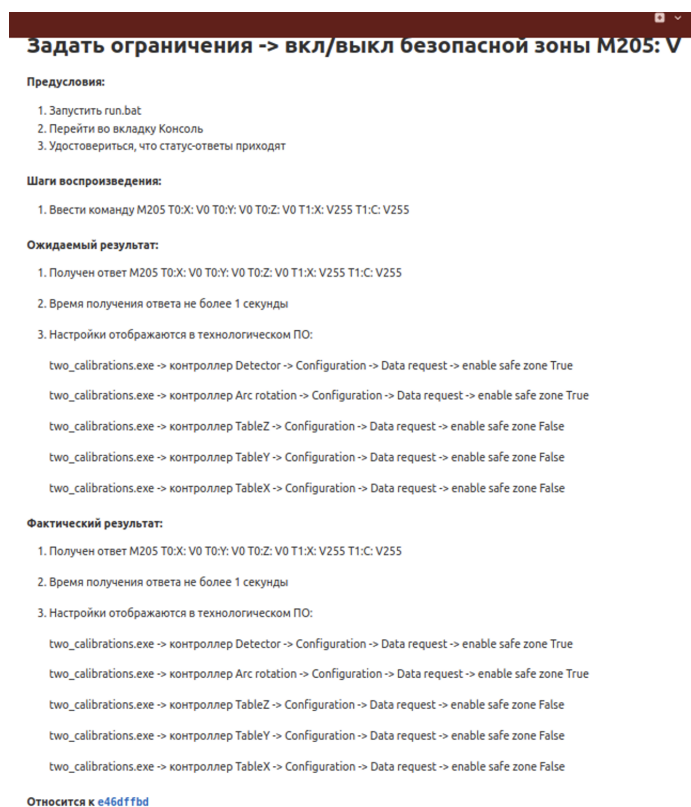 Задать ограничения -> вкл/выкл безопасной зоны M205: V
Предусловия:
1. Запустить run.bat
2. Перейти во вкладку Консоль
3. Удостовериться, что статус-ответы приходят
Шаги воспроизведения:
1. Ввести команду M205 T0:X: V0 T0:Y: V0 T0:Z: V0 T1:X: V255 T1:C: V255
Ожидаемый результат:
1. Получен ответ M205 T0:X: V0 T0:Y: V0 T0:Z: V0 T1:X: V255 T1:C: V255
2. Время получения ответа не более 1 секунды
3. Настройки отображаются в технологическом ПО:
two_calibrations.exe -> контроллер Detector -> Configuration -> Data request -> enable safe zone True
two_calibrations.exe -> контроллер Arc rotation -> Configuration -> Data request -> enable safe zone True
two_calibrations.exe -> контроллер TableZ -> Configuration -> Data request -> enable safe zone False
two_calibrations.exe -> контроллер TableY -> Configuration -> Data request -> enable safe zone False
two_calibrations.exe -> контроллер TableX -> Configuration -> Data request -> enable safe zone False
Фактический результат:
1. Получен ответ M205 T0:X: V0 T0:Y: V0 T0:Z: V0 T1:X: V255 T1:C: V255
2. Время получения ответа не более 1 секунды
3. Настройки отображаются в технологическом ПО:
two_calibrations.exe -> контроллер Detector -> Configuration -> Data request -> enable safe zone True
two_calibrations.exe -> контроллер Arc rotation -> Configuration -> Data request -> enable safe zone True
two_calibrations.exe -> контроллер TableZ -> Configuration -> Data request -> enable safe zone False
two_calibrations.exe -> контроллер TableY -> Configuration -> Data request -> enable safe zone False
two_calibrations.exe -> контроллер TableX -> Configuration -> Data request -> enable safe zone False
Относится к e46dffbd